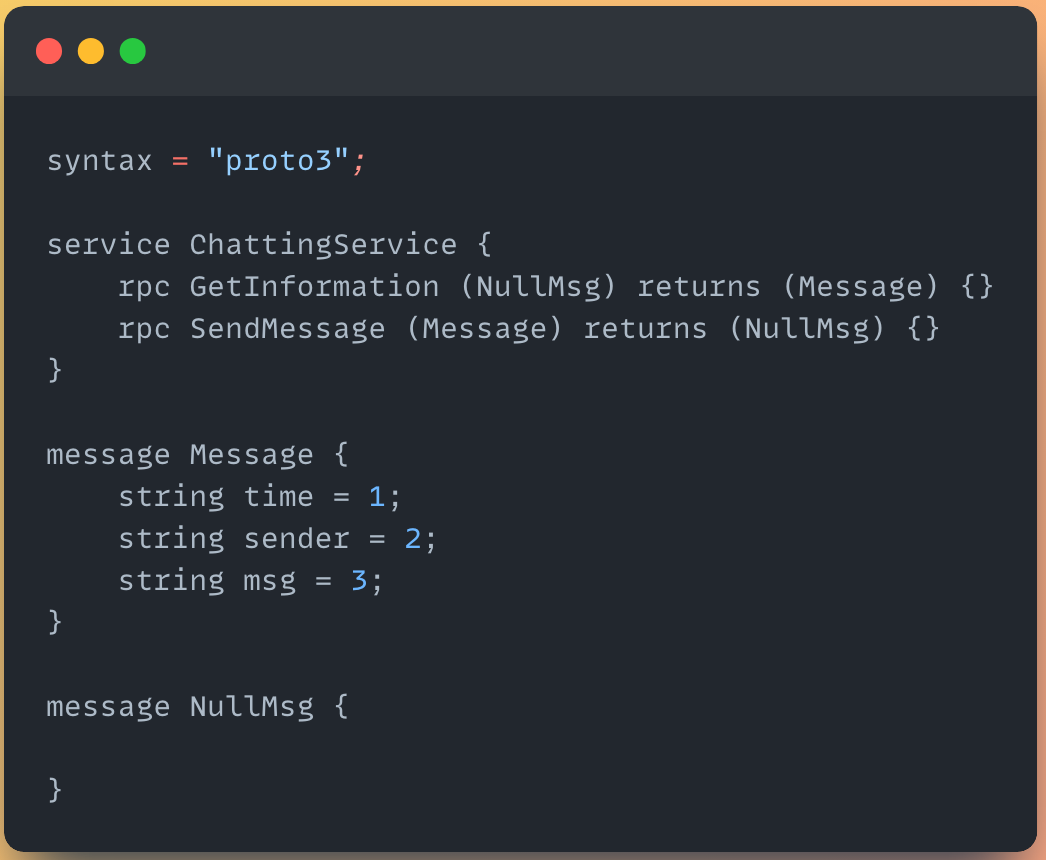 syntax = "proto3";
service ChattingService {
    rpc GetInformation (NullMsg) returns (Message) {}
    rpc SendMessage (Message) returns (NullMsg) {}
}
message Message {
    string time = 1;
    string sender = 2;
    string msg = 3;
}
message NullMsg {
}